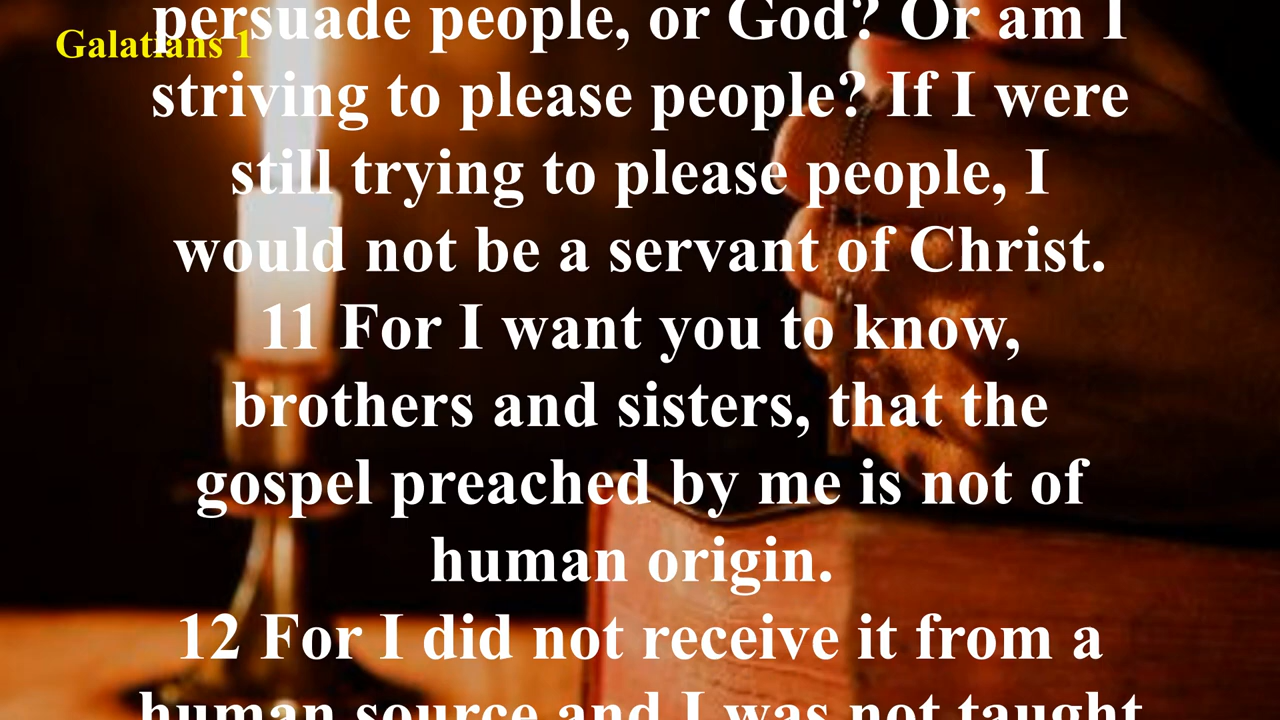 Galatians 1
persuade people, or God? Or am I
striving to please people? If I were
still trying to please people, I
would not be a servant of Christ.
11 For I want you to know,
brothers and sisters, that the
gospel preached by me is not of
human origin.
12 For I did not receive it from a
human source and I was not taught